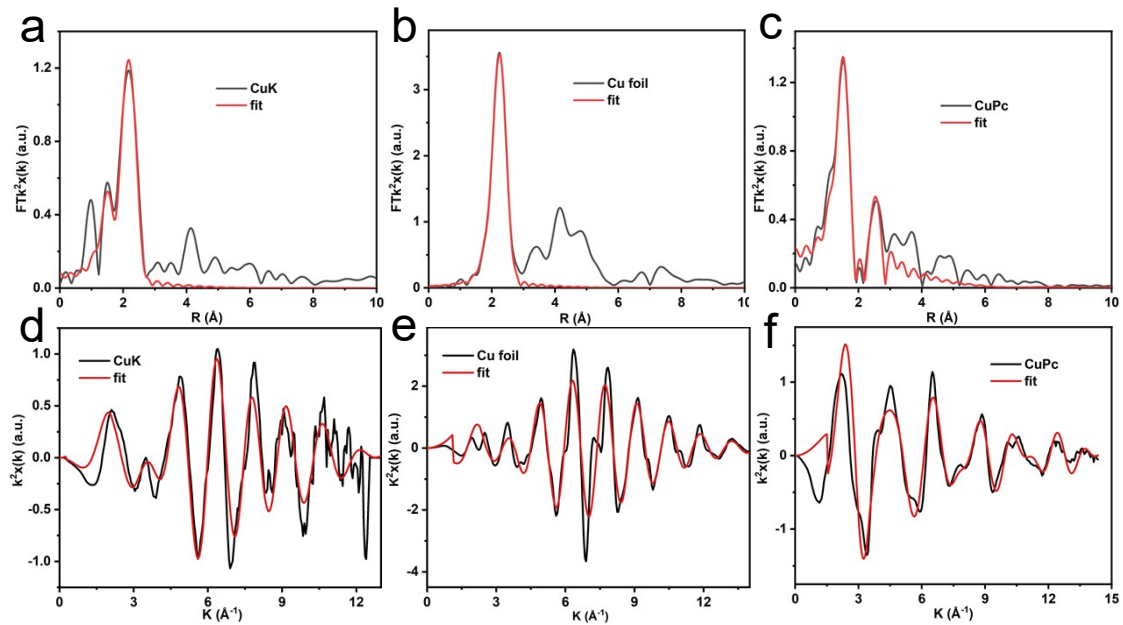 a
FTk²x(k) (a.u.)
1.2
0.8
0.4
0.0
CuK
fit
0 2 4 6 8 10
R (Å)
b
FTk²x(k) (a.u.)
3
2
1
0
Cu foil
fit
0 2 4 6 8 10
R (Å)
c
FTk²x(k) (a.u.)
1.2
0.8
0.4
0.0
CuPc
fit
0 2 4 6 8 10
R (Å)
d
k²x(k) (a.u.)
1.0
0.5
0.0
-0.5
-1.0
CuK
fit
0 3 6 9 12
K (Å⁻¹)
e
K²x(k) (a.u.)
2
0
-2
-4
Cu foil
fit
0 3 6 9 12
K (Å⁻¹)
f
k²x(k) (a.u.)
1
0
-1
CuPc
fit
0 3 6 9 12 15
K (Å⁻¹)